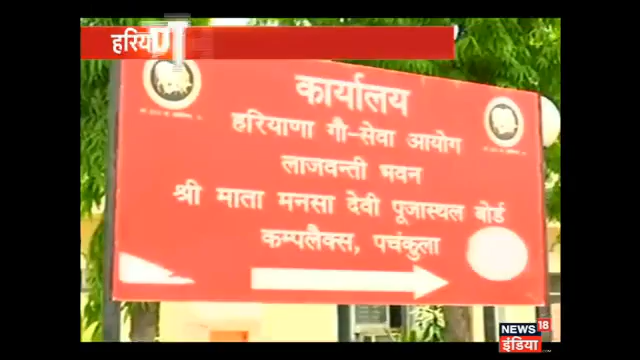 हरिय
कार्यालय
हरियाणा गौ-सेवा आयोग
लाजवन्ती भवन
श्री माता मनसा देवी पूजास्थल बोर्ड
कम्पलैक्स, पचंकुला
NEWS 18
इंडिया